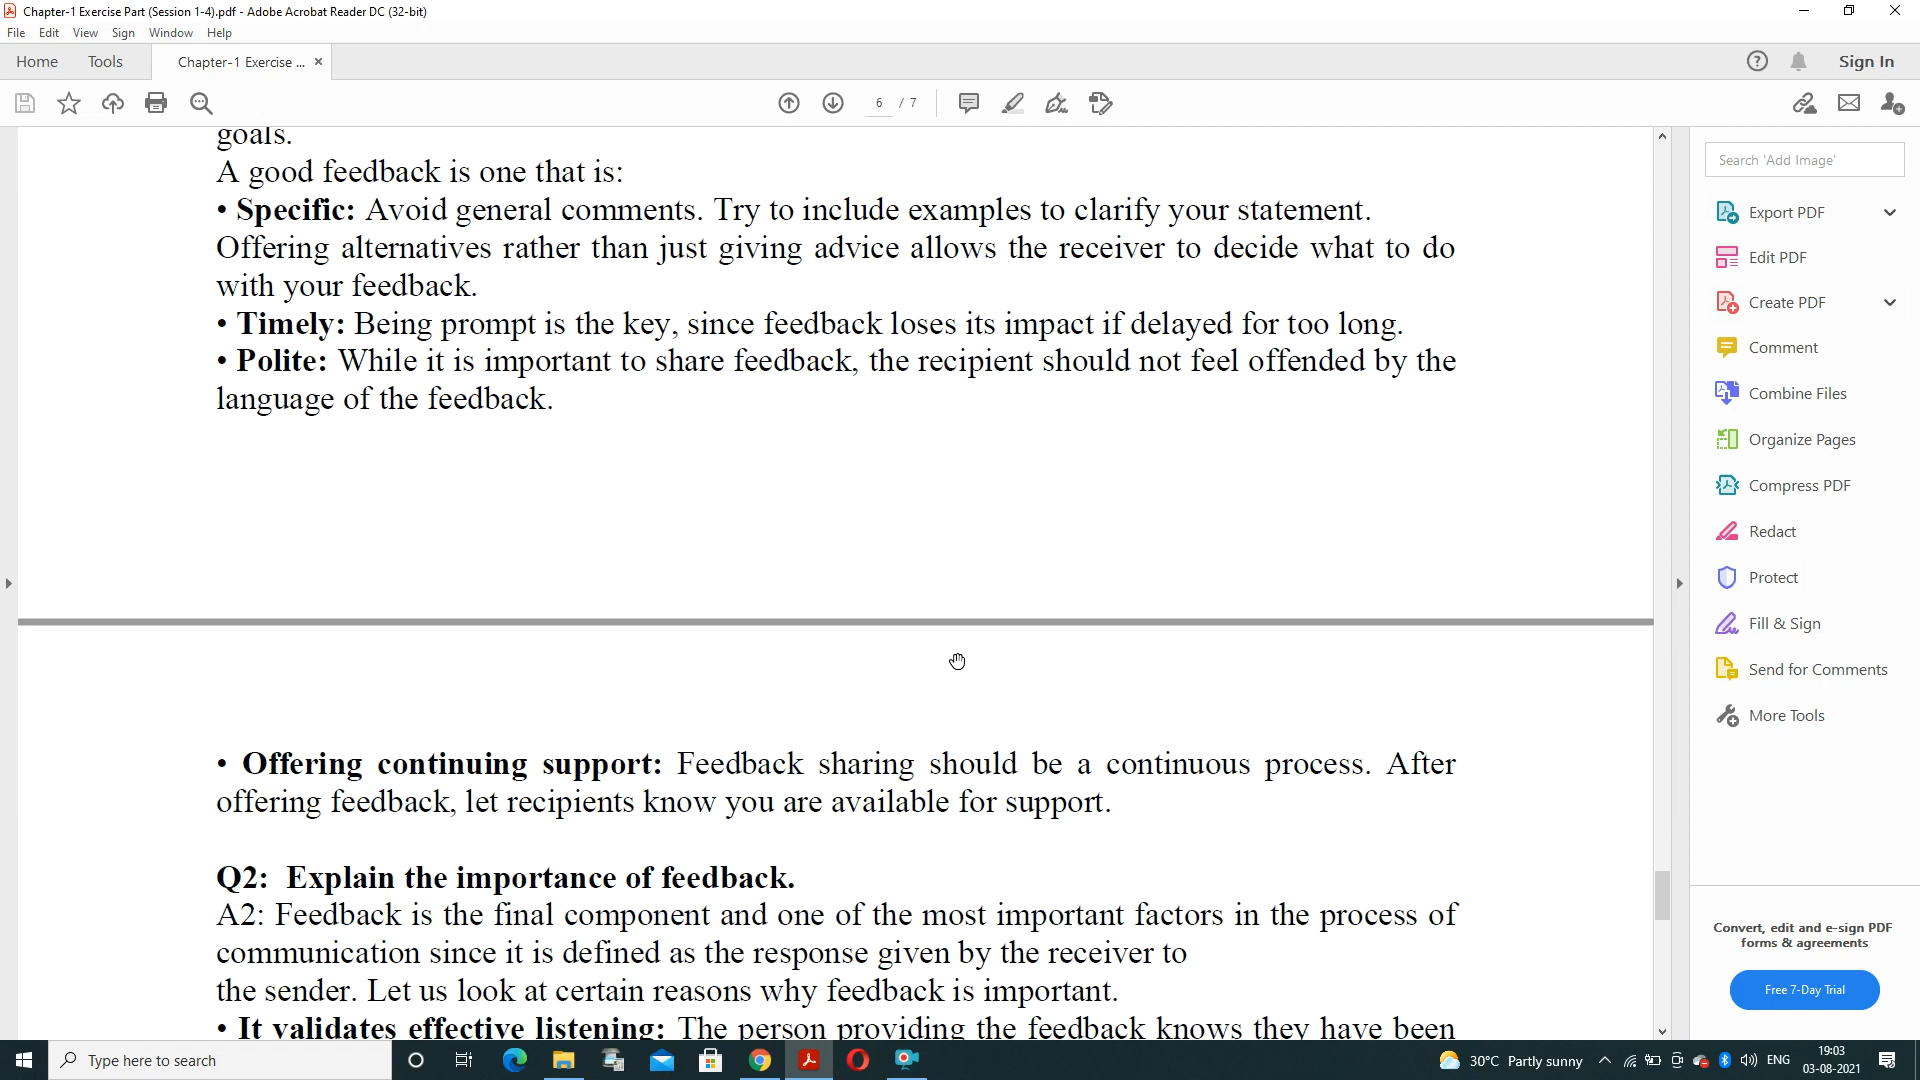 Chapter-1 Exercise Part (Session 1-4).pdf - Adobe Acrobat Reader DC (32-bit)
File Edit View Sign Window Help
Home Tools Chapter-1 Exercise ... × Sign In
6 / 7
goals.
A good feedback is one that is:
• Specific: Avoid general comments. Try to include examples to clarify your statement.
Offering alternatives rather than just giving advice allows the receiver to decide what to do
with your feedback.
• Timely: Being prompt is the key, since feedback loses its impact if delayed for too long.
• Polite: While it is important to share feedback, the recipient should not feel offended by the
language of the feedback.
• Offering continuing support: Feedback sharing should be a continuous process. After
offering feedback, let recipients know you are available for support.
Q2: Explain the importance of feedback.
A2: Feedback is the final component and one of the most important factors in the process of
communication since it is defined as the response given by the receiver to
the sender. Let us look at certain reasons why feedback is important.
• It validates effective listening: The person providing the feedback knows they have been
Search 'Add Image'
Export PDF
Edit PDF
Create PDF
Comment
Combine Files
Organize Pages
Compress PDF
Redact
Protect
Fill & Sign
Send for Comments
More Tools
Convert, edit and e-sign PDF
forms & agreements
Free 7-Day Trial
Type here to search
30°C Partly sunny
ENG
19:03
03-08-2021